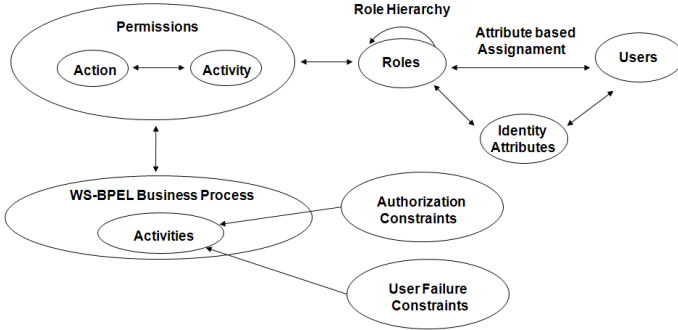 Permissions
Action
Activity
Role Hierarchy
Roles
Attribute based
Assignament
Users
Identity
Attributes
WS-BPEL Business Process
Activities
Authorization
Constraints
User Failure
Constraints